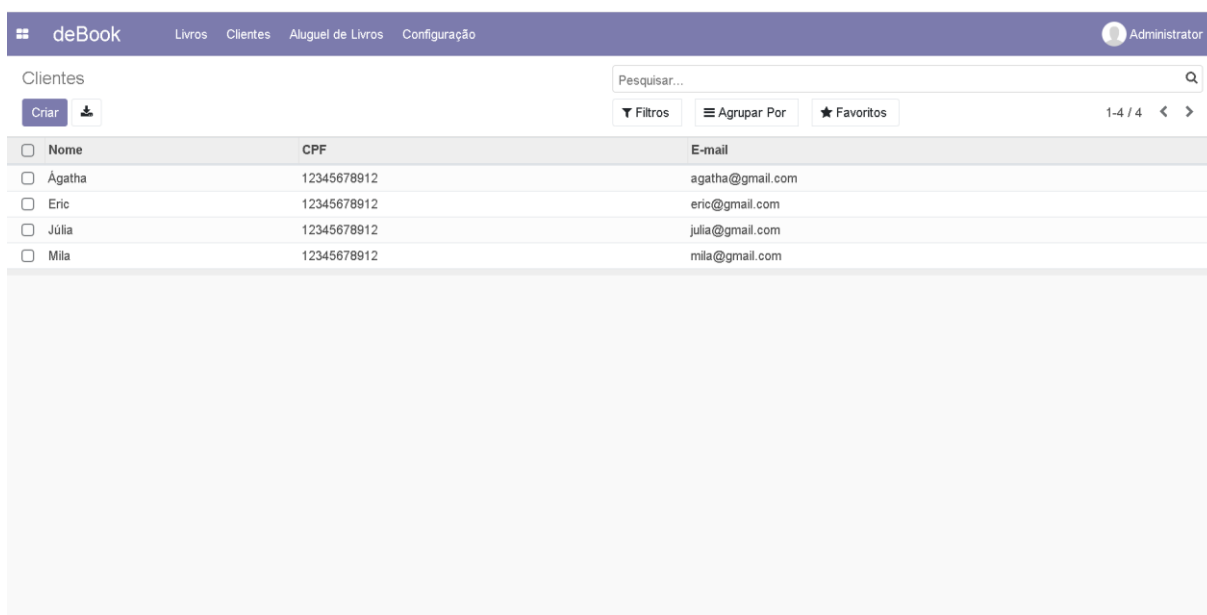 deBook Livros Clientes Aluguel de Livros Configuração Administrator
Clientes Pesquisar...
Criar Filtros Agrupar Por Favoritos 1-4 / 4
Nome CPF E-mail
Ágatha 12345678912 agatha@gmail.com
Eric 12345678912 eric@gmail.com
Júlia 12345678912 julia@gmail.com
Mila 12345678912 mila@gmail.com